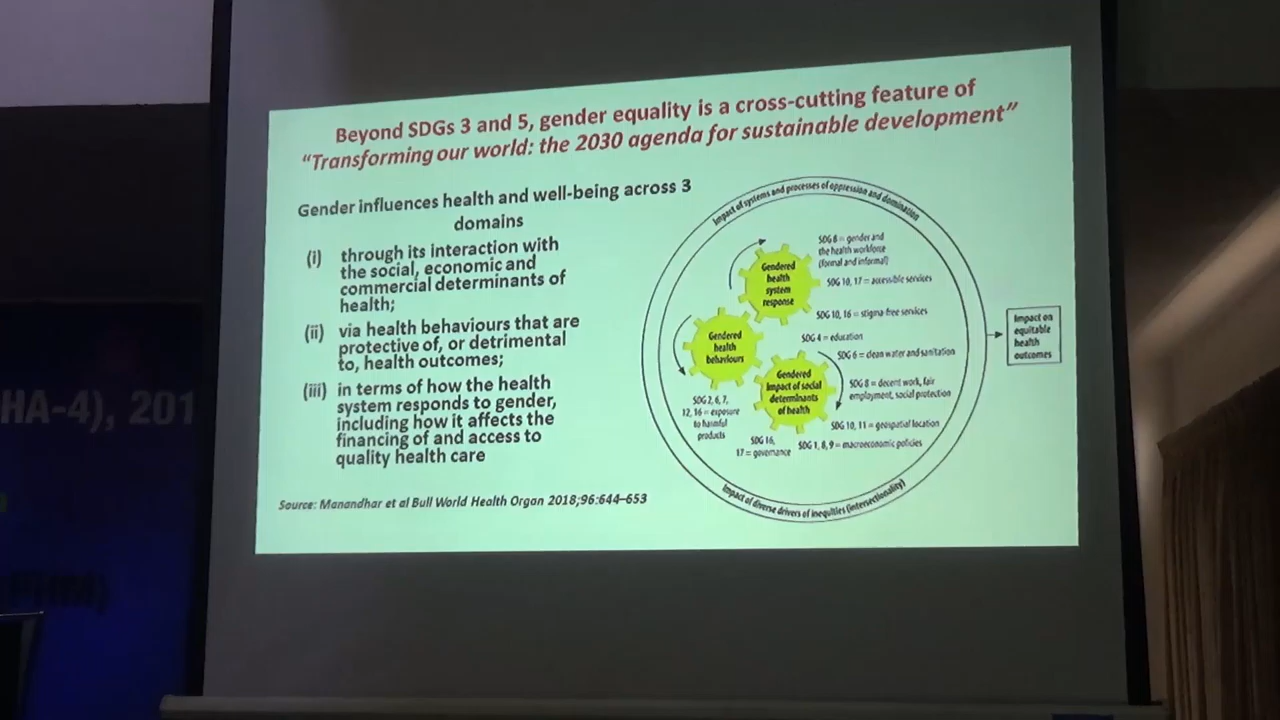 Beyond SDGs 3 and 5, gender equality is a cross-cutting feature of
“Transforming our world: the 2030 agenda for sustainable development”
Gender influences health and well-being across 3
domains
(i) through its interaction with
the social, economic and
commercial determinants of
health;
(ii) via health behaviours that are
protective of, or detrimental
to, health outcomes;
(iii) in terms of how the health
system responds to gender,
including how it affects the
financing of and access to
quality health care
Source: Manandhar et al Bull World Health Organ 2018;96:644–653
Impact of systems and processes of oppression and domination
Gendered
health
system
response
SDG 8 = gender and
the health workforce
(formal and informal)
SDG 10, 17 = accessible services
SDG 10, 16 = stigma free services
Gendered
health
behaviours
SDG 4 = education
SDG 6 = clean water and sanitation
Gendered
impact of social
determinants
of health
SDG 8 = decent work, fair
employment, social protection
SDG 2, 6, 7,
12, 16 = exposure
to harmful
products
SDG 10, 11 = geospatial location
SDG 16,
17 = governance
SDG 1, 8, 9 = macroeconomic policies
Impact of diverse drivers of inequities (intersectionality)
Impact on
equitable
health
outcomes
HA-4), 201